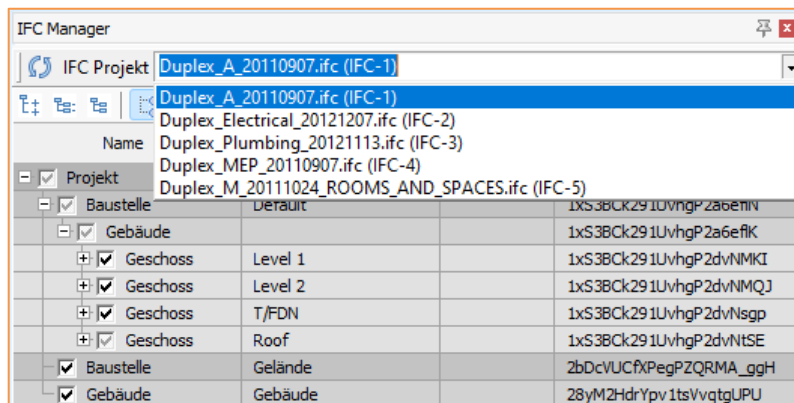 IFC Manager
IFC Projekt Duplex_A_20110907.ifc (IFC-1)
Duplex_A_20110907.ifc (IFC-1)
Duplex_Electrical_20121207.ifc (IFC-2)
Duplex_Plumbing_20121113.ifc (IFC-3)
Duplex_MEP_20110907.ifc (IFC-4)
Duplex_M_20111024_ROOMS_AND_SPACES.ifc (IFC-5)
Name
Projekt
Baustelle Default 1xS3BCk291UvhgP2a6eflN
Gebäude 1xS3BCk291UvhgP2a6eflK
Geschoss Level 1 1xS3BCk291UvhgP2dvNMKI
Geschoss Level 2 1xS3BCk291UvhgP2dvNMQJ
Geschoss T/FDN 1xS3BCk291UvhgP2dvNsgp
Geschoss Roof 1xS3BCk291UvhgP2dvNtSE
Baustelle Gelände 2bDcVUCfXPegPZQRMA_ggH
Gebäude Gebäude 28yM2HdrYpv1tsVvqtgUPU